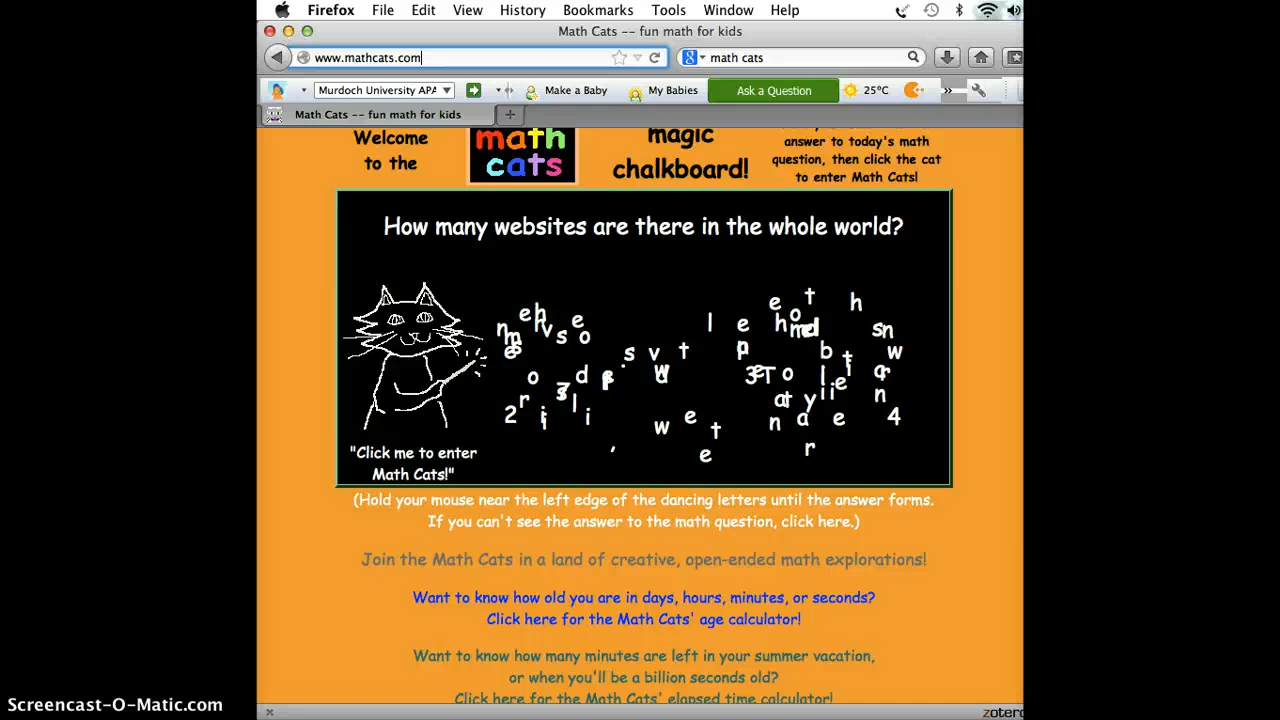 Firefox File Edit View History Bookmarks Tools Window Help
Math Cats -- fun math for kids
www.mathcats.com
math cats
Murdoch University APA
Make a Baby
My Babies
Ask a Question
25°C
Math Cats -- fun math for kids
Welcome
to the
math
cats
magic
chalkboard!
answer to today's math
question, then click the cat
to enter Math Cats!
How many websites are there in the whole world?
"Click me to enter
Math Cats!"
(Hold your mouse near the left edge of the dancing letters until the answer forms.
If you can't see the answer to the math question, click here.)
Join the Math Cats in a land of creative, open-ended math explorations!
Want to know how old you are in days, hours, minutes, or seconds?
Click here for the Math Cats' age calculator!
Want to know how many minutes are left in your summer vacation,
or when you'll be a billion seconds old?
Click here for the Math Cats' elapsed time calculator!
Screencast-O-Matic.com